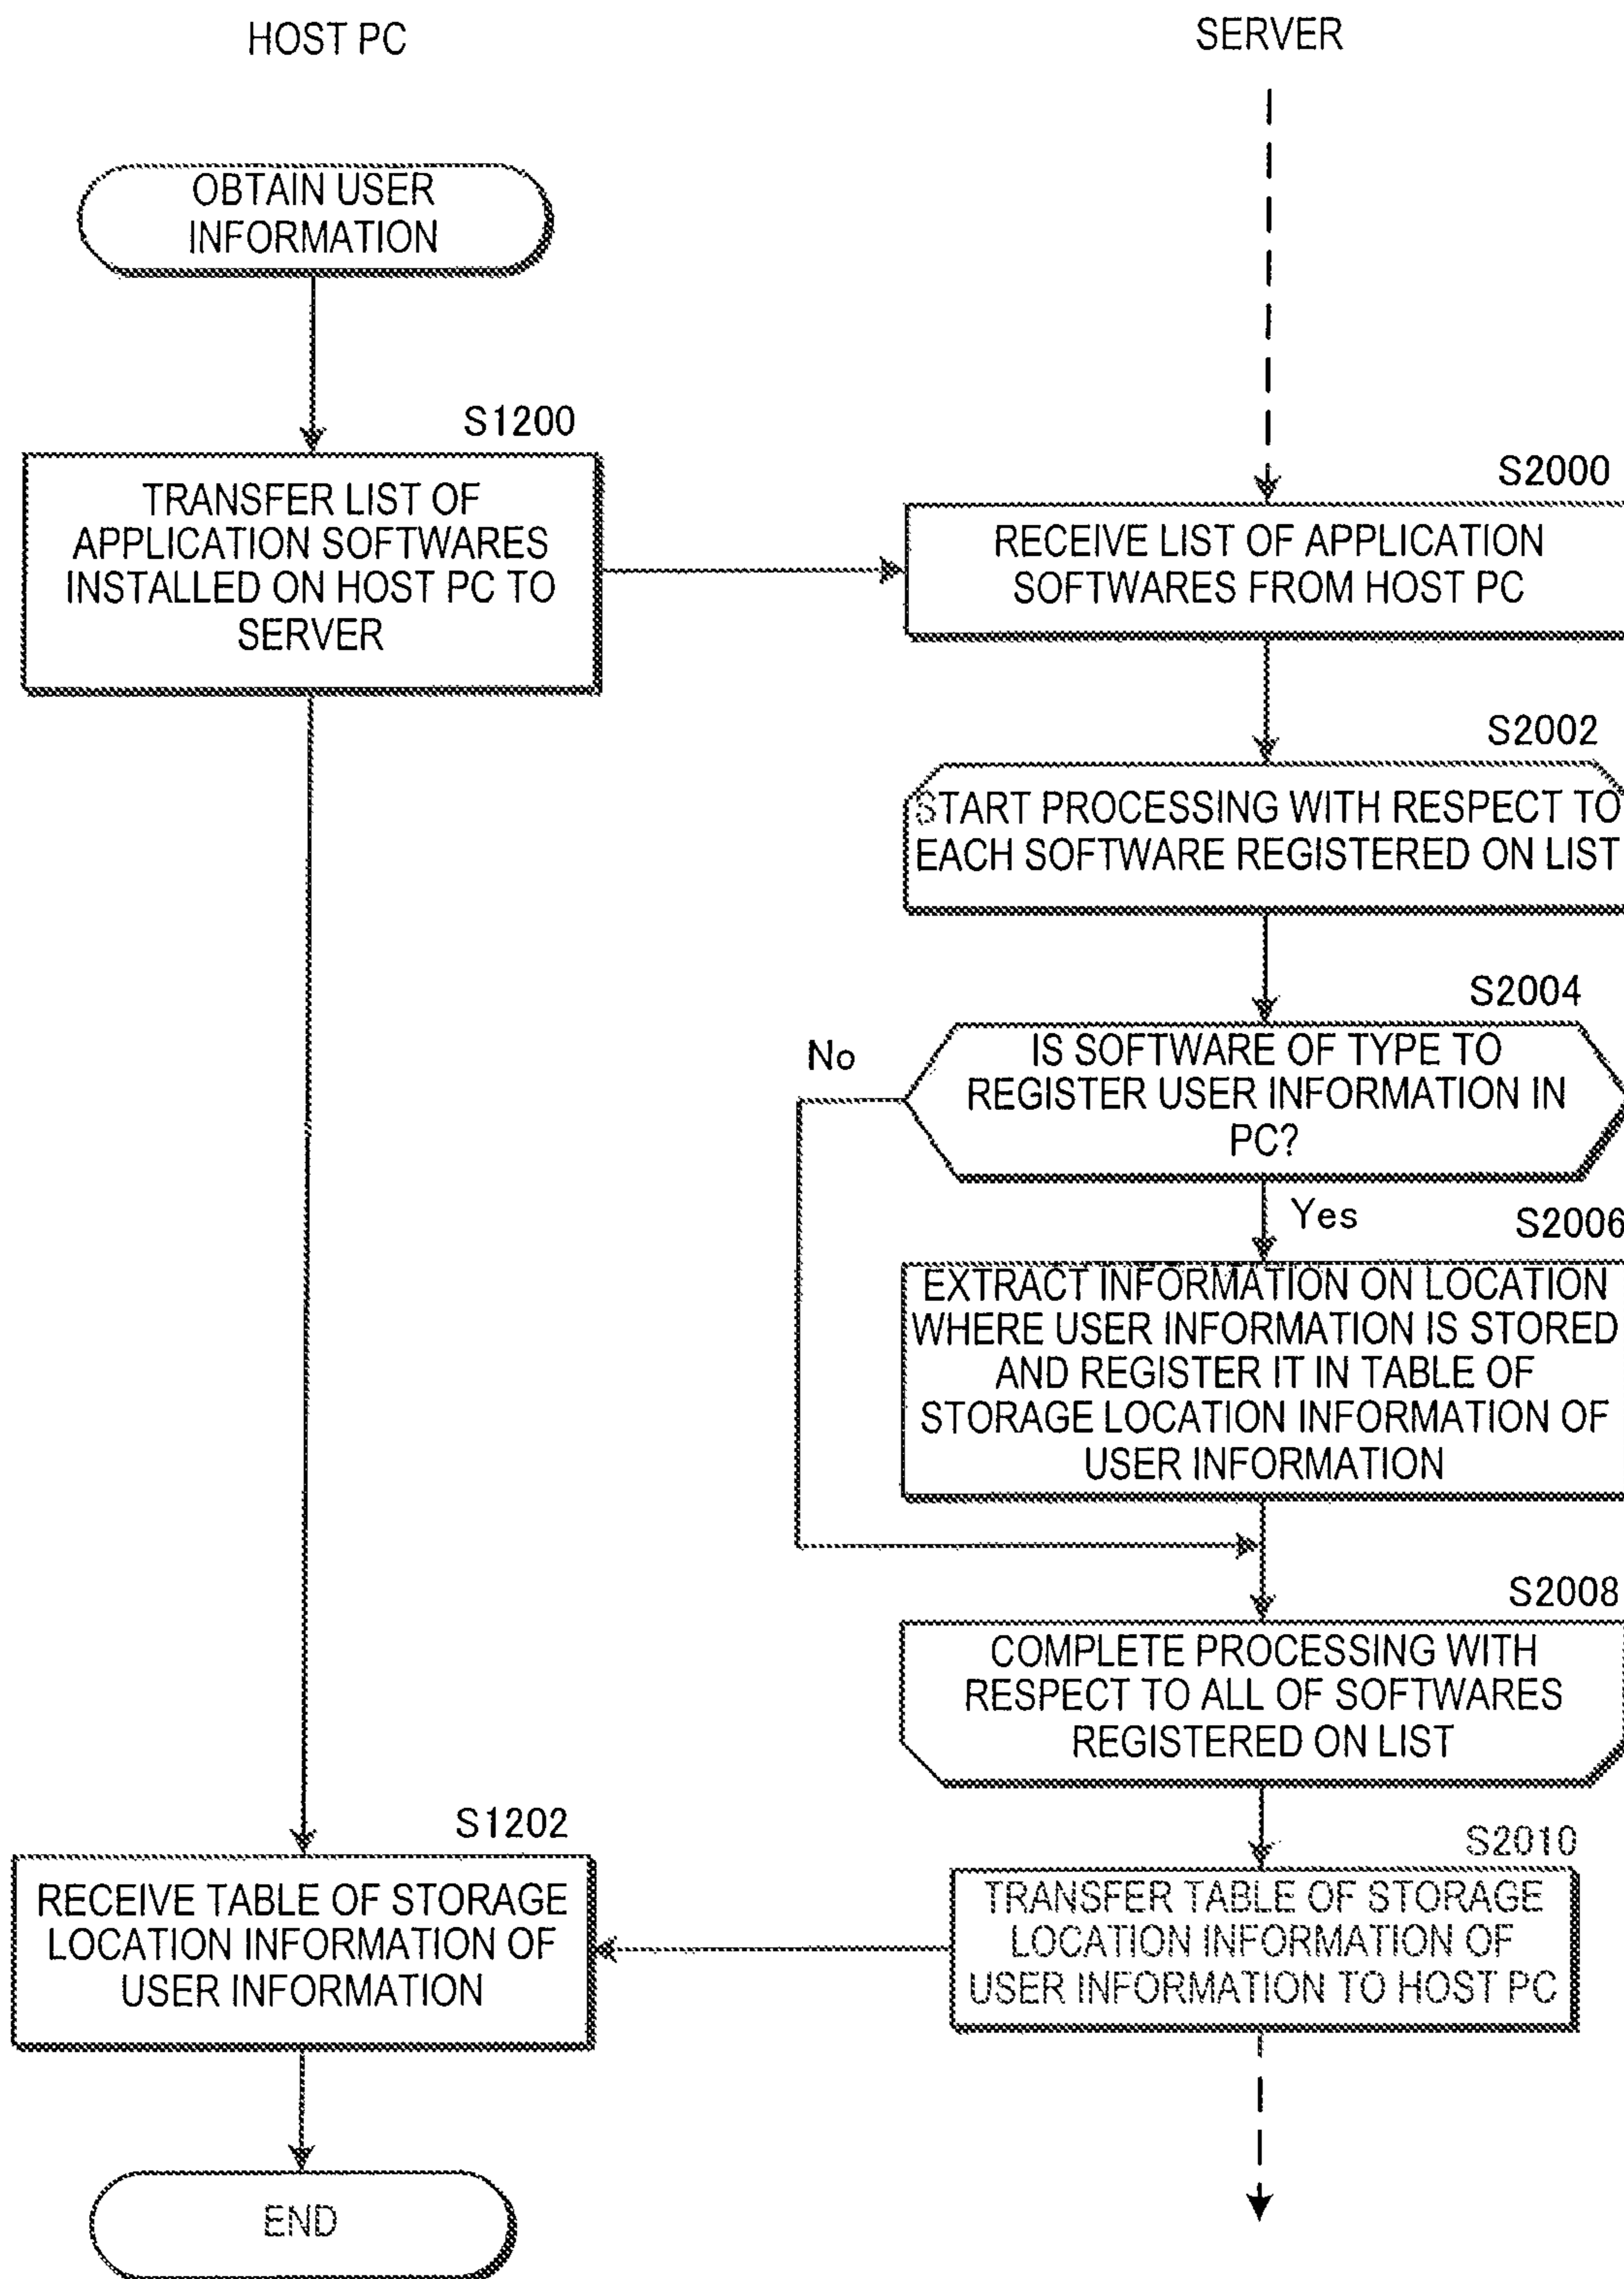 HOST PC
SERVER
OBTAIN USER
INFORMATION
S1200
TRANSFER LIST OF
APPLICATION SOFTWARES
INSTALLED ON HOST PC TO
SERVER
S2000
RECEIVE LIST OF APPLICATION
SOFTWARES FROM HOST PC
S2002
START PROCESSING WITH RESPECT TO
EACH SOFTWARE REGISTERED ON LIST
S2004
No
IS SOFTWARE OF TYPE TO
REGISTER USER INFORMATION IN
PC?
Yes
S2006
EXTRACT INFORMATION ON LOCATION
WHERE USER INFORMATION IS STORED
AND REGISTER IT IN TABLE OF
STORAGE LOCATION INFORMATION OF
USER INFORMATION
S2008
COMPLETE PROCESSING WITH
RESPECT TO ALL OF SOFTWARES
REGISTERED ON LIST
S1202
RECEIVE TABLE OF STORAGE
LOCATION INFORMATION OF
USER INFORMATION
S2010
TRANSFER TABLE OF STORAGE
LOCATION INFORMATION OF
USER INFORMATION TO HOST PC
END